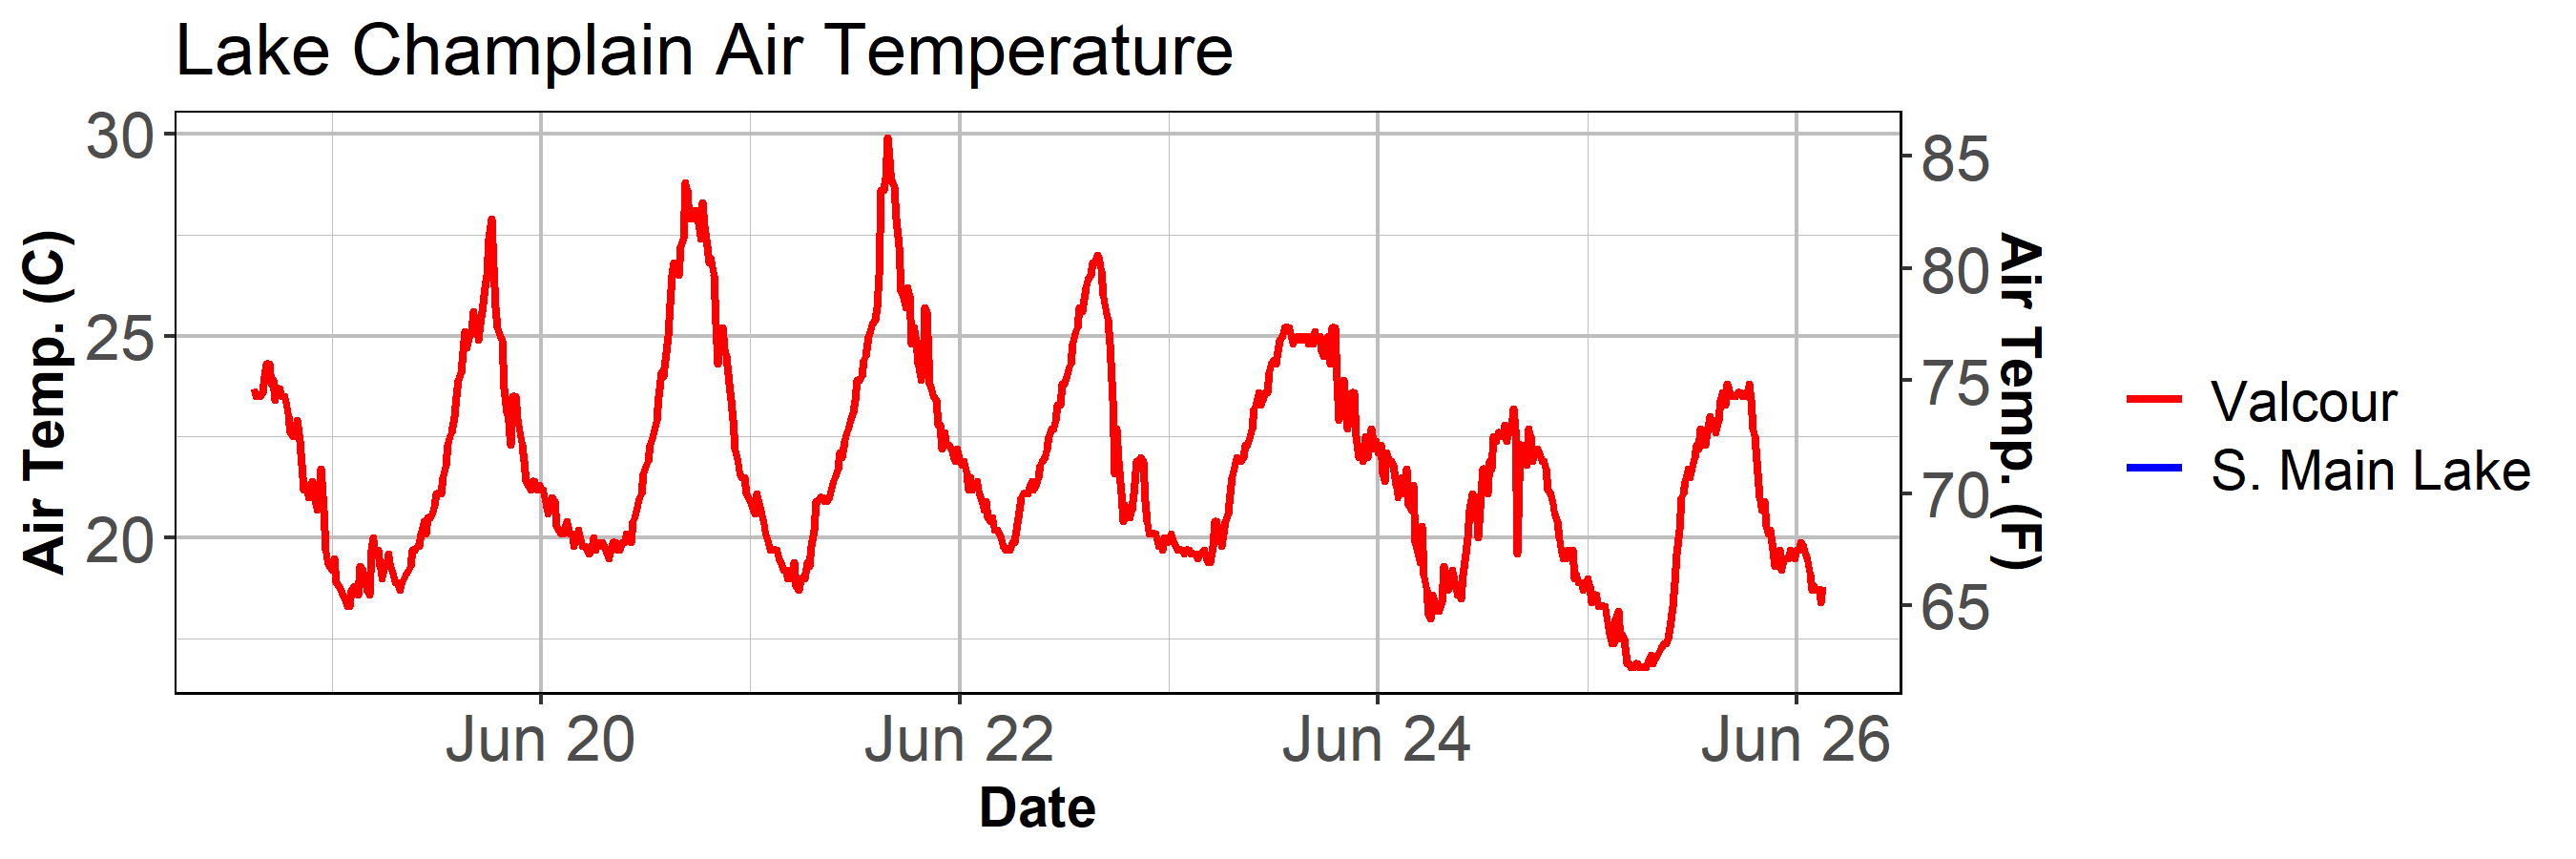 Lake Champlain Air Temperature
Air Temp. (C)
30
25
20
85
80
75
70
65
Air Temp. (F)
Jun 20
Jun 22
Jun 24
Jun 26
Date
Valcour
S. Main Lake